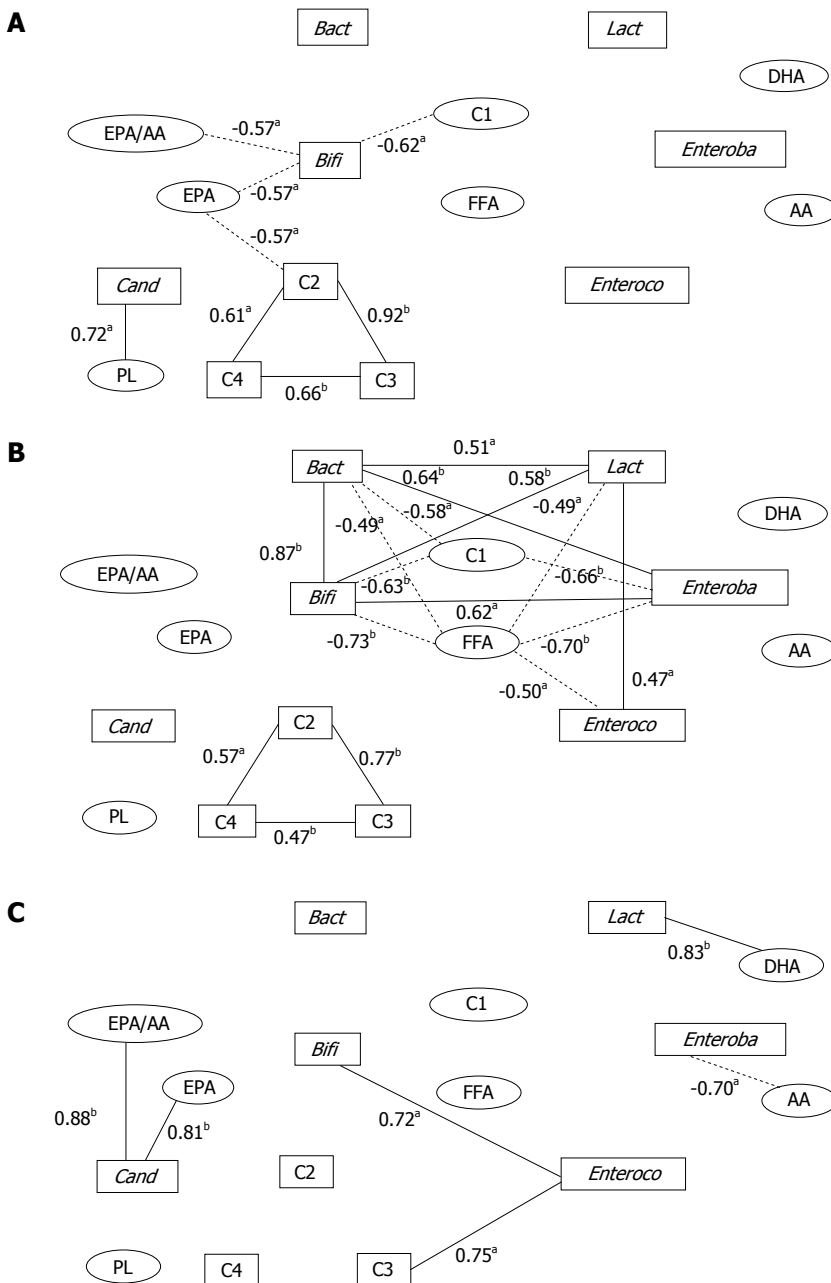 A
Bact
Lact
DHA
C1
EPA/AA
-0.57ᵃ
-0.62ᵃ
Bifi
Enteroba
EPA
-0.57ᵃ
FFA
AA
-0.57ᵃ
Cand
C2
Enteroco
0.61ᵃ
0.92ᵇ
0.72ᵃ
PL
C4
C3
0.66ᵇ
B
0.51ᵃ
Bact
Lact
0.64ᵇ
0.58ᵇ
-0.58ᵃ
-0.49ᵃ
DHA
-0.49ᵃ
0.87ᵇ
C1
EPA/AA
-0.63ᵇ
-0.66ᵇ
Enteroba
Bifi
0.62ᵃ
EPA
-0.73ᵇ
FFA
-0.70ᵇ
AA
-0.50ᵃ
0.47ᵃ
Cand
C2
Enteroco
0.57ᵃ
0.77ᵇ
PL
C4
C3
0.47ᵇ
C
Bact
Lact
0.83ᵇ
DHA
C1
EPA/AA
Bifi
Enteroba
EPA
FFA
-0.70ᵃ
AA
0.88ᵇ
0.81ᵇ
0.72ᵃ
Cand
C2
Enteroco
PL
C4
C3
0.75ᵃ